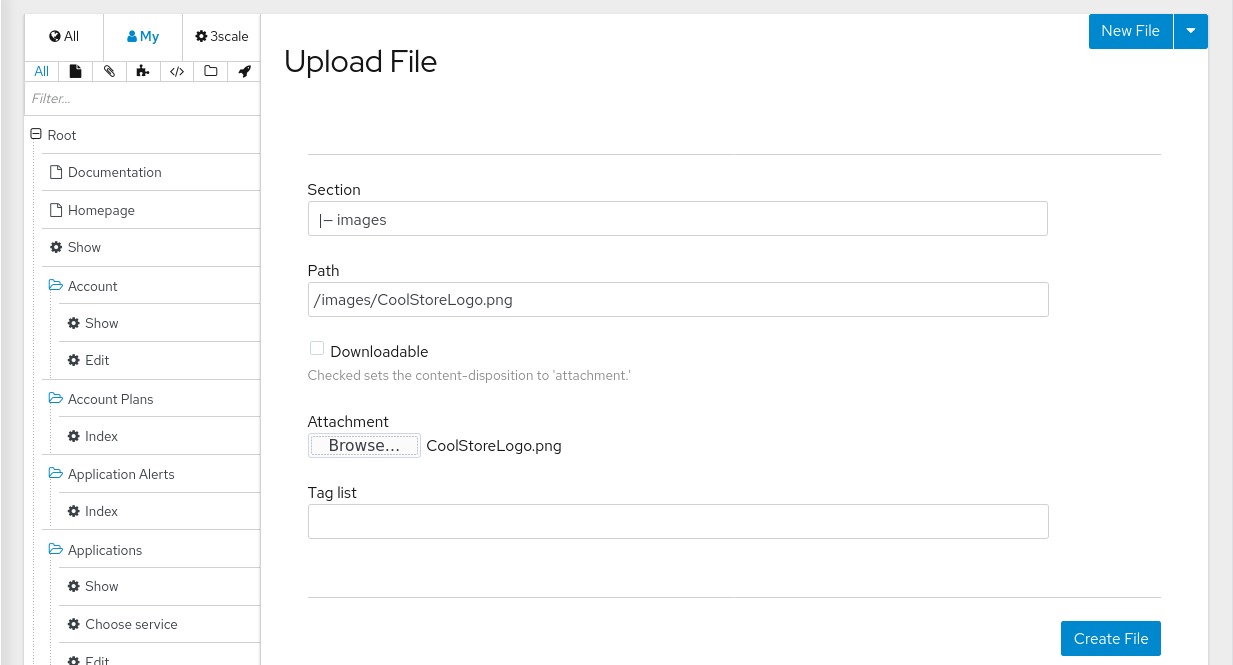 All My 3scale
All
Filter...
Root
Documentation
Homepage
Show
Account
Show
Edit
Account Plans
Index
Application Alerts
Index
Applications
Show
Choose service
Edit
New File
Upload File
Section
|— images
Path
/images/CoolStoreLogo.png
Downloadable
Checked sets the content-disposition to 'attachment.'
Attachment
Browse... CoolStoreLogo.png
Tag list
Create File